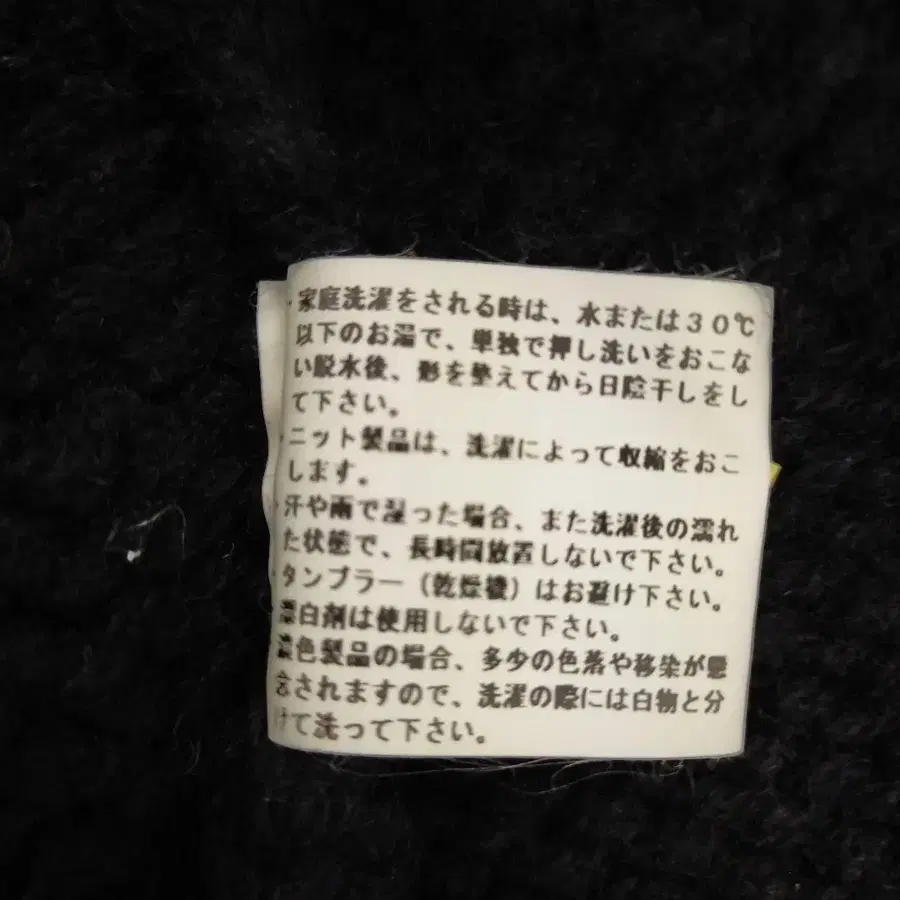 ・家庭洗濯をされる時は、水または30℃
以下のお湯で、単独で押し洗いをおこな
い脱水後、形を整えてから日陰干しをし
て下さい。
・ニット製品は、洗濯によって収縮をおこ
します。
・汗や雨で湿った場合、また洗濯後の濡れ
た状態で、長時間放置しないで下さい。
・タンブラー（乾燥機）はお避け下さい。
漂白剤は使用しないで下さい。
濃色製品の場合、多少の色落や移染が懸
念されますので、洗濯の際には白物と分
けて洗って下さい。